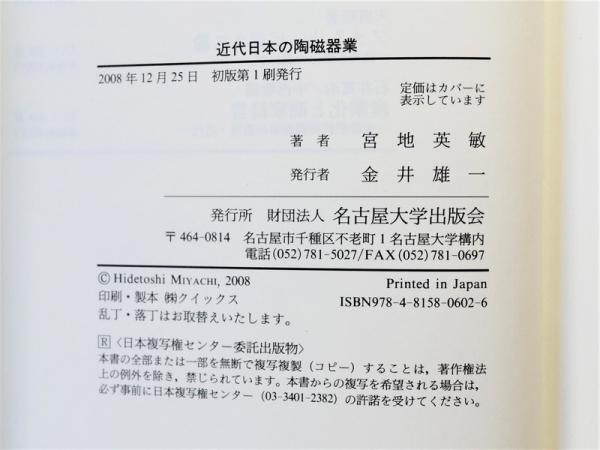 近代日本の陶磁器業
2008年12月25日 初版第1刷発行
定価はカバーに
表示しています
著者 宮地英敏
発行者 金井雄一
発行所 財団法人 名古屋大学出版会
〒464-0814 名古屋市千種区不老町1名古屋大学構内
電話(052)781-5027/FAX(052)781-0697
Ⓒ Hidetoshi MIYACHI, 2008
Printed in Japan
印刷・製本 ㈱クイックス
ISBN978-4-8158-0602-6
乱丁・落丁はお取替えいたします。
R〈日本複写権センター委託出版物〉
本書の全部または一部を無断で複写複製（コピー）することは，著作権法
上の例外を除き，禁じられています。本書からの複写を希望される場合は，
必ず事前に日本複写権センター（03-3401-2382）の許諾を受けてください。